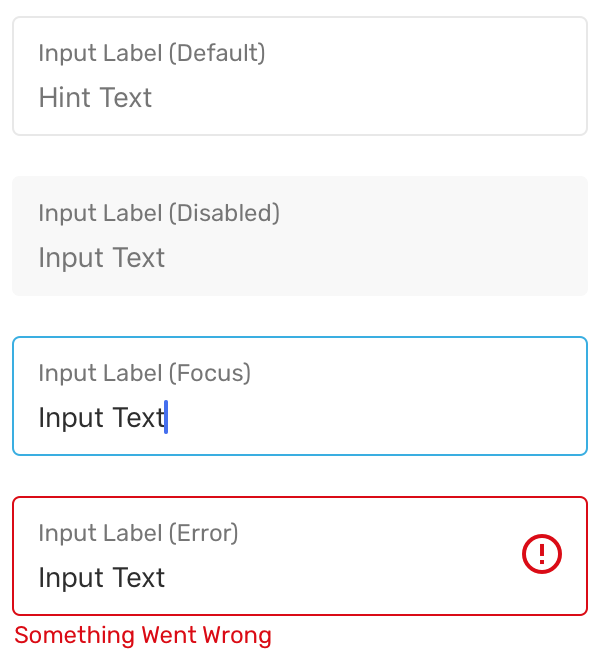 Input Label (Default)
Hint Text
Input Label (Disabled)
Input Text
Input Label (Focus)
Input Text
Input Label (Error)
Input Text
Something Went Wrong